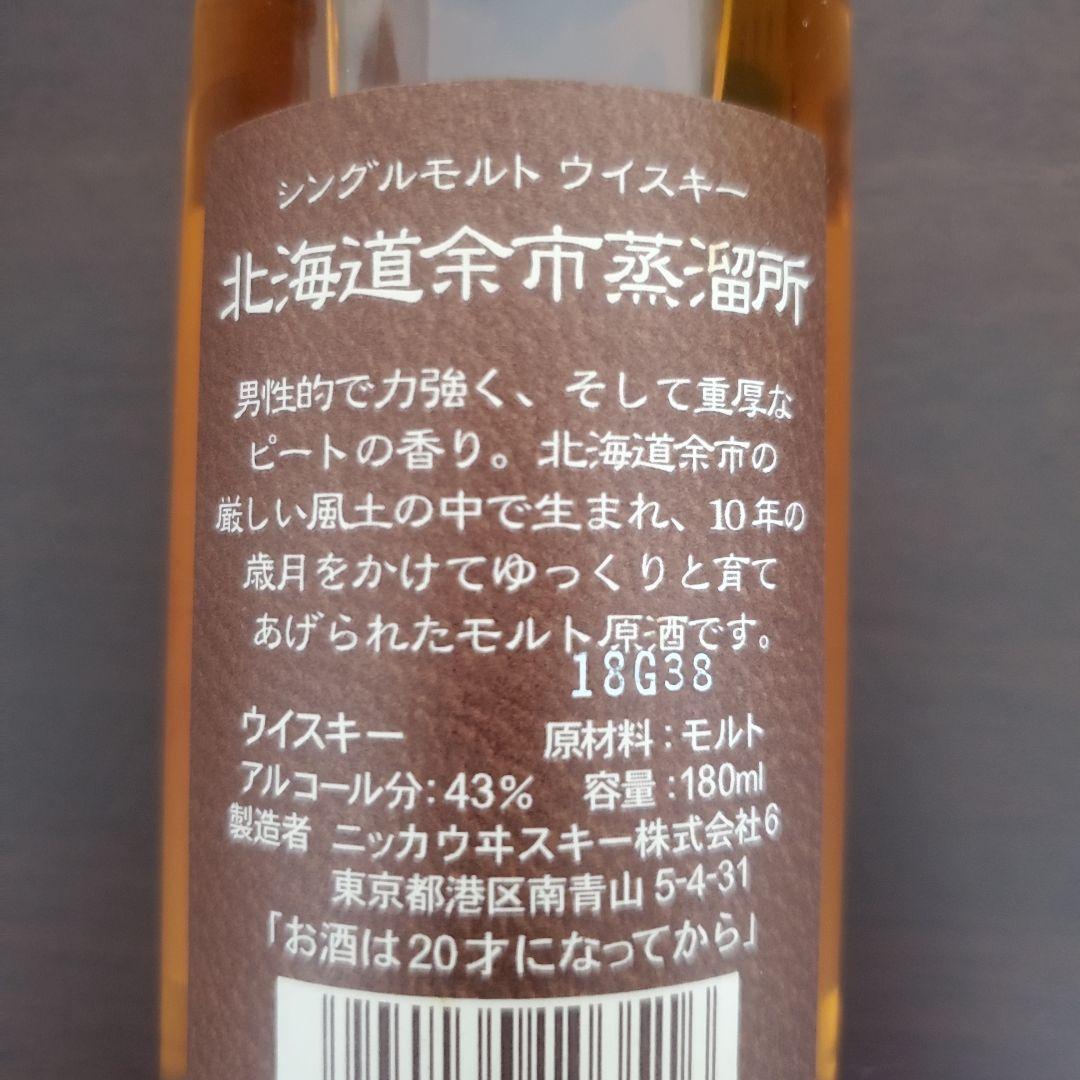 シングルモルト ウイスキー
北海道余市蒸溜所
男性的で力強く、そして重厚な
ピートの香り。北海道余市の
厳しい風土の中で生まれ、10年の
歳月をかけてゆっくりと育て
あげられたモルト原酒です。
18G38
ウイスキー 原材料：モルト
アルコール分：43% 容量：180ml
製造者 ニッカウヰスキー株式会社6
東京都港区南青山 5-4-31
「お酒は20才になってから」